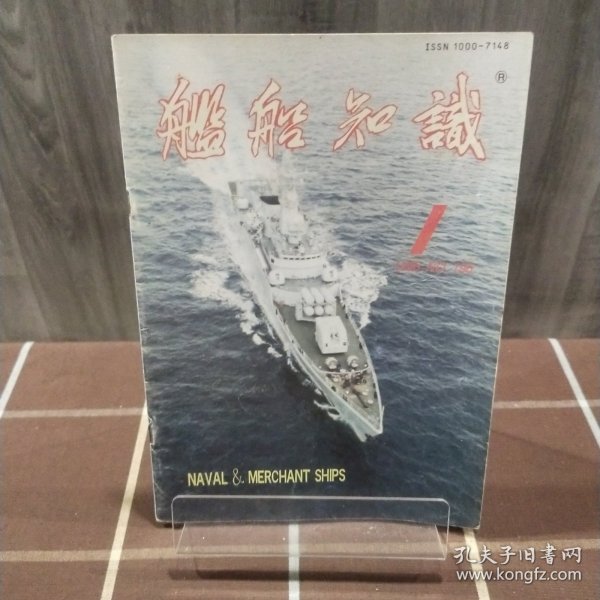 ISSN 1000-7148
艦船知識
®
1
NAVAL & MERCHANT SHIPS
孔夫子旧書网
www.kongfz.com